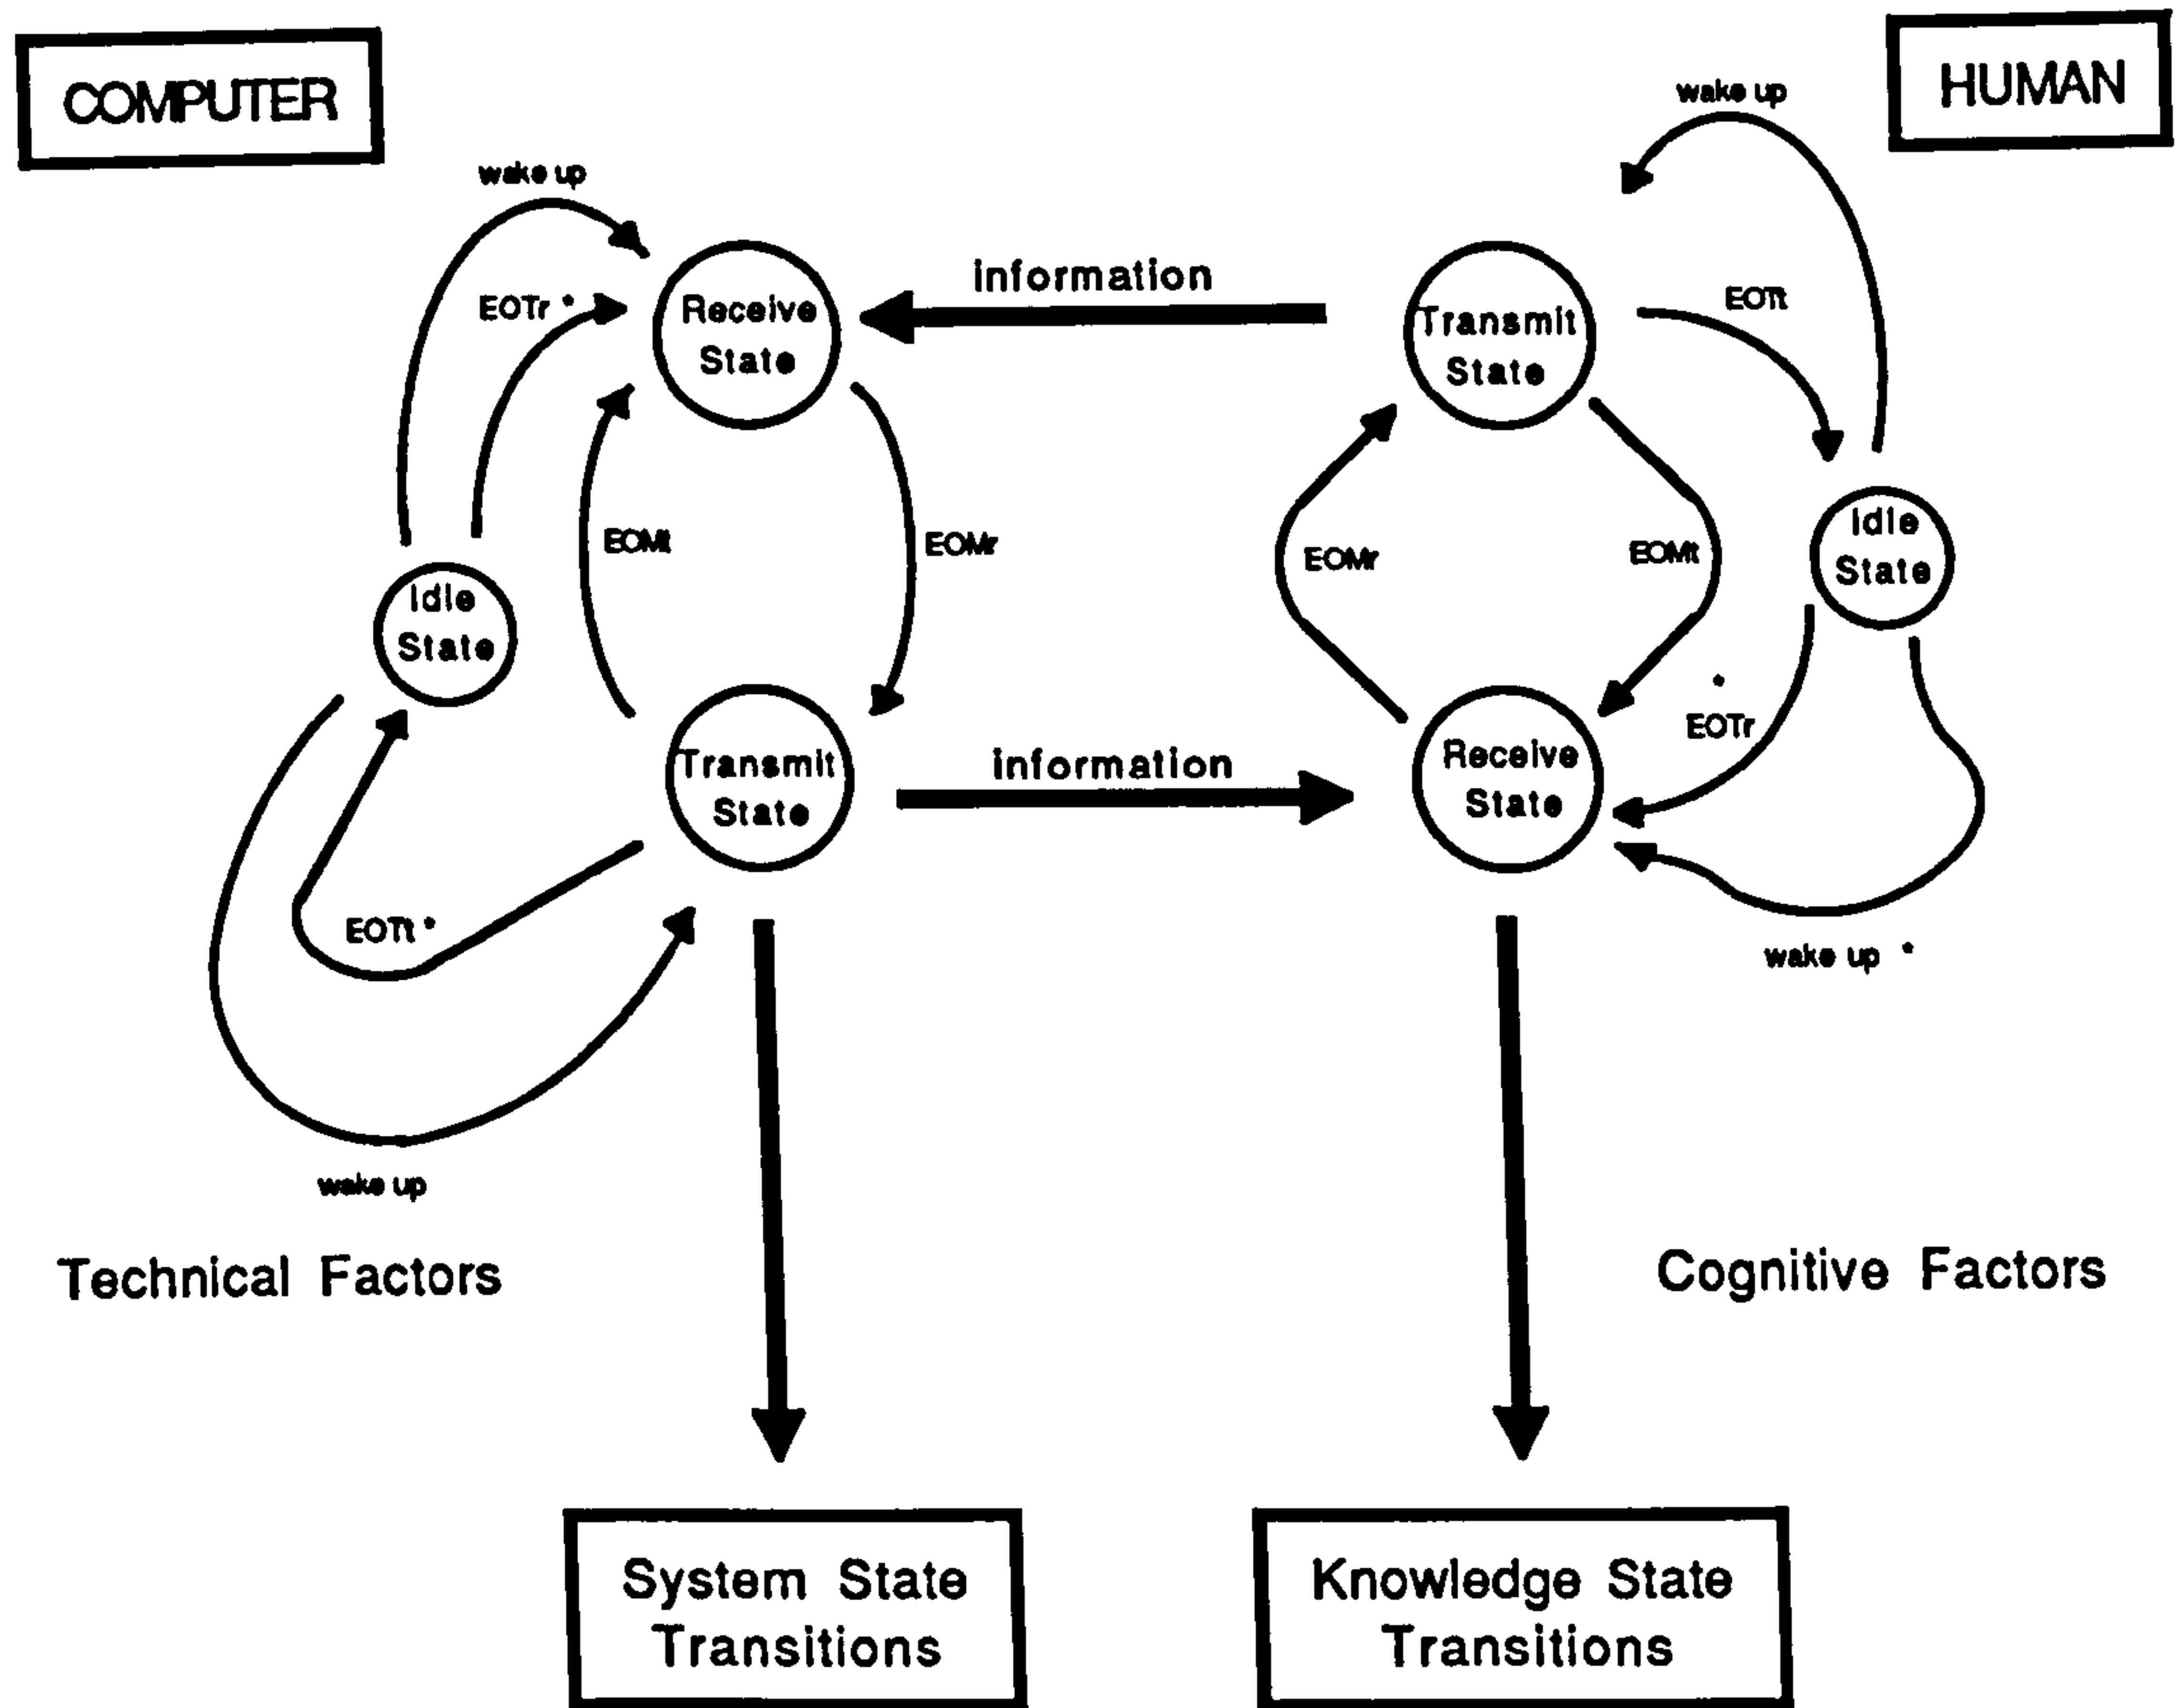 COMPUTER
HUMAN
wake up
wake up
EOTr *
Receive
State
information
Transmit
State
EOTt
EOMt
EOMr
EOMr
EOMt
Idle
State
Idle
State
Transmit
State
information
Receive
State
*
EOTr
EOTt *
wake up *
wake up
Technical Factors
Cognitive Factors
System State
Transitions
Knowledge State
Transitions